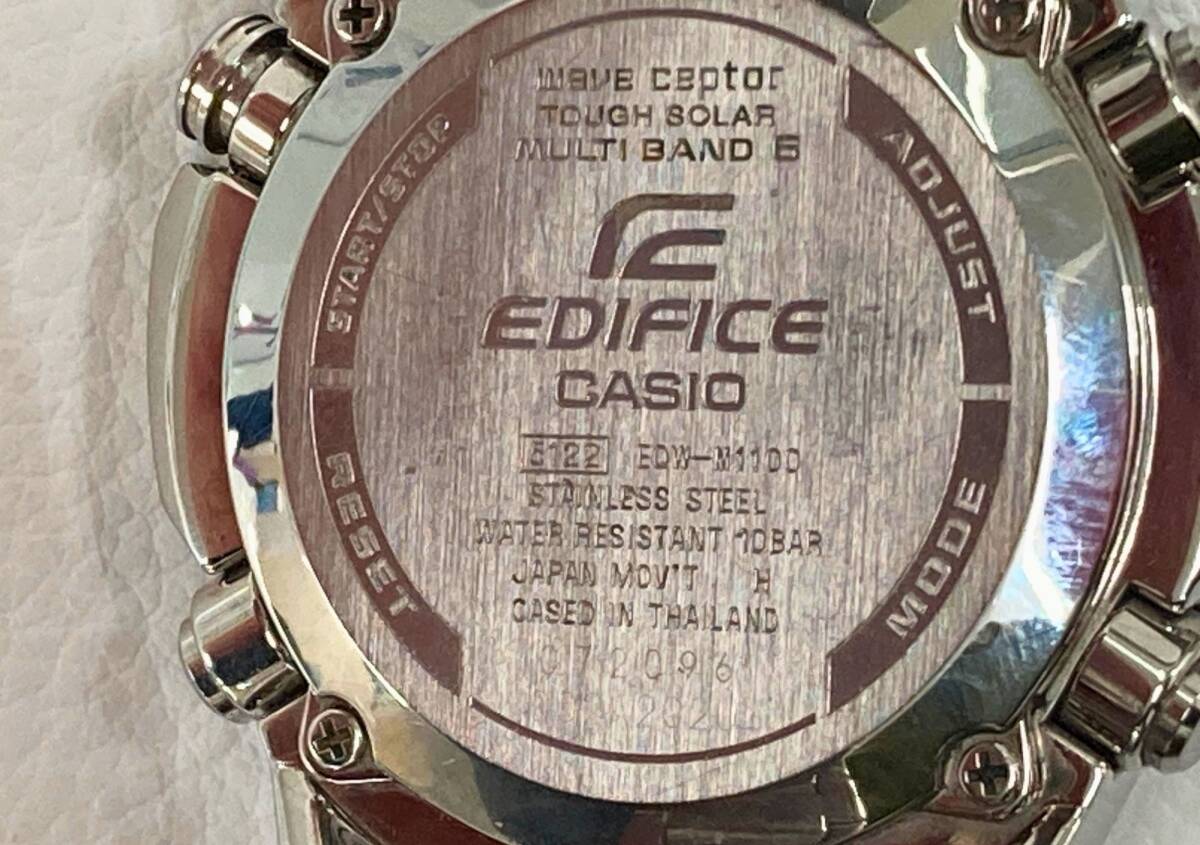 wave ceptor
TOUGH SOLAR
MULTI BAND 6
START/STOP
ADJUST
EDIFICE
CASIO
5122 EQW-M1100
STAINLESS STEEL
WATER RESISTANT 10BAR
RESET
MODE
JAPAN MOV'T H
CASED IN THAILAND
072096